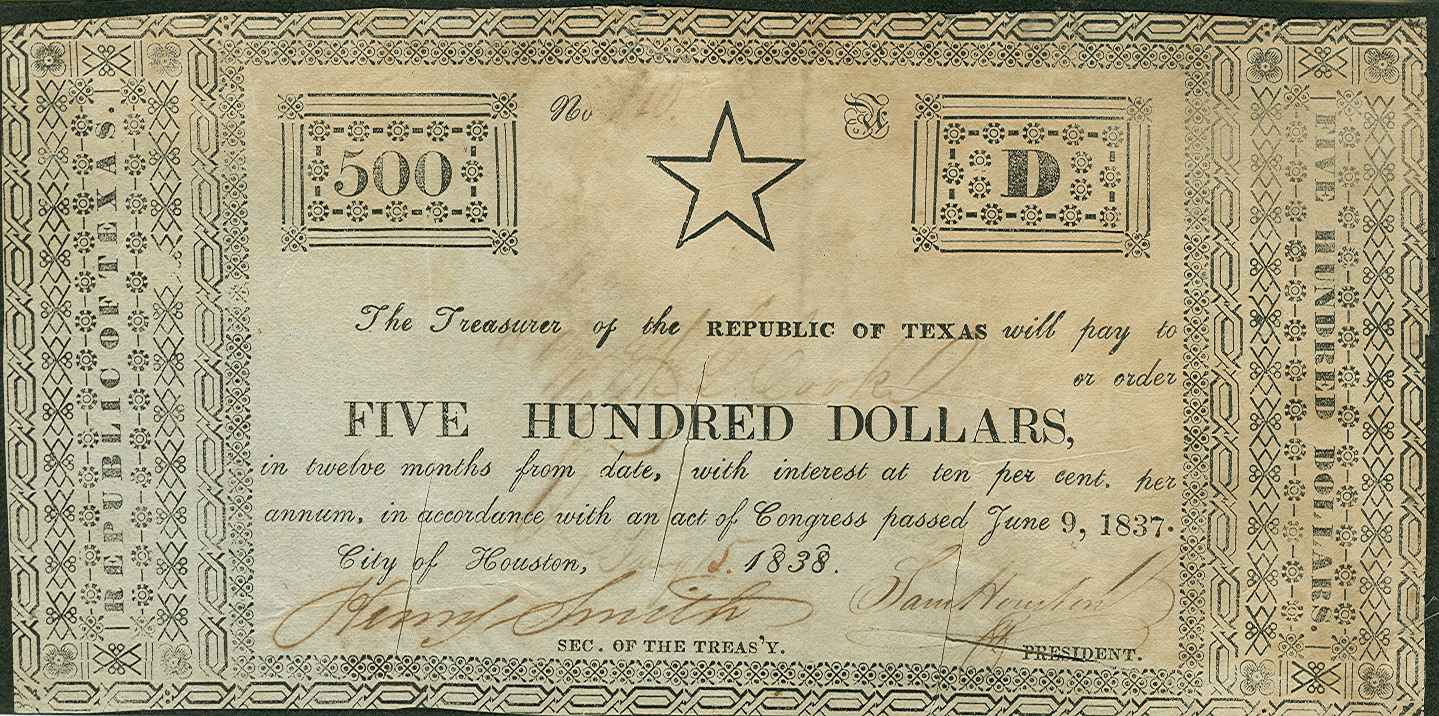 REPUBLIC OF TEXAS.
500
No
D
The Treasurer of the REPUBLIC OF TEXAS will pay to
or order
FIVE HUNDRED DOLLARS,
in twelve months from date, with interest at ten per cent. per
annum, in accordance with an act of Congress passed June 9, 1837.
City of Houston, 15. 1838.
Henry Smith
Sam Houston
SEC. OF THE TREAS'Y.
PRESIDENT.
FIVE HUNDRED DOLLARS.